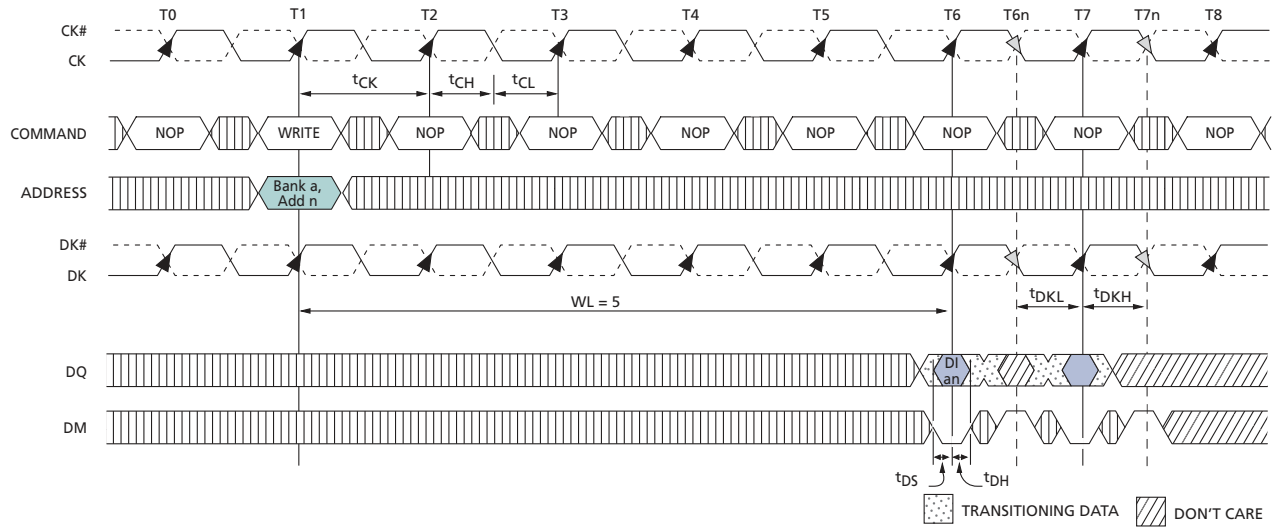 T0 T1 T2 T3 T4 T5 T6 T6n T7 T7n T8
CK#
CK
tCK tCH tCL
COMMAND NOP WRITE NOP NOP NOP NOP NOP NOP NOP
ADDRESS Bank a,
Add n
DK#
DK
WL = 5 tDKL tDKH
DQ DI
an
DM
tDS tDH
TRANSITIONING DATA DON'T CARE